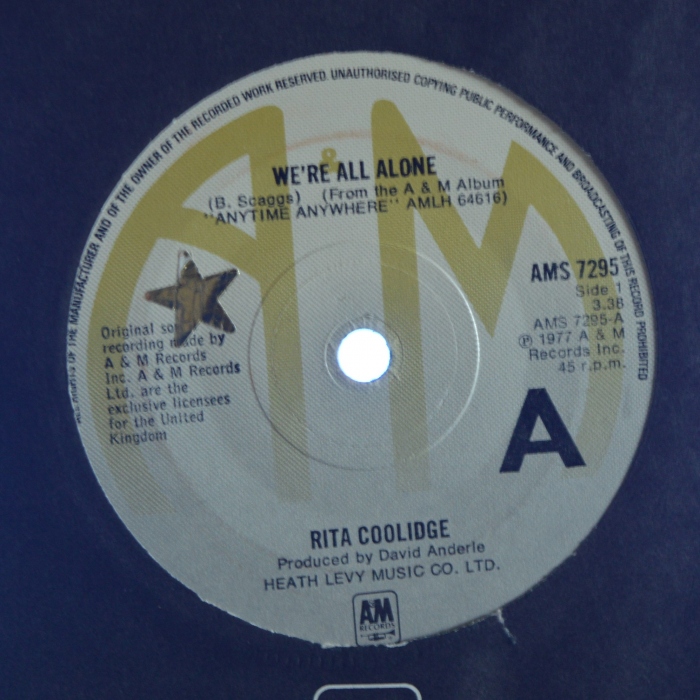 RIGHTS OF THE MANUFACTURER AND OF THE OWNER OF THE RECORDED WORK RESERVED. UNAUTHORISED COPYING PUBLIC PERFORMANCE AND BROADCASTING OF THIS RECORD PROHIBITED
A & M
WE'RE ALL ALONE
(B. Scaggs) (From the A & M Album
"ANYTIME ANYWHERE" AMLH 64616)
AMS 7295
Side 1
3.38
AMS 7295-A
℗ 1977 A & M
Records Inc.
45 r.p.m.
Original
recording made by
A & M Records
Inc. A & M Records
Ltd. are the
exclusive licensees
for the United
Kingdom
A
RITA COOLIDGE
Produced by David Anderle
HEATH LEVY MUSIC CO. LTD.
A&M
RECORDS